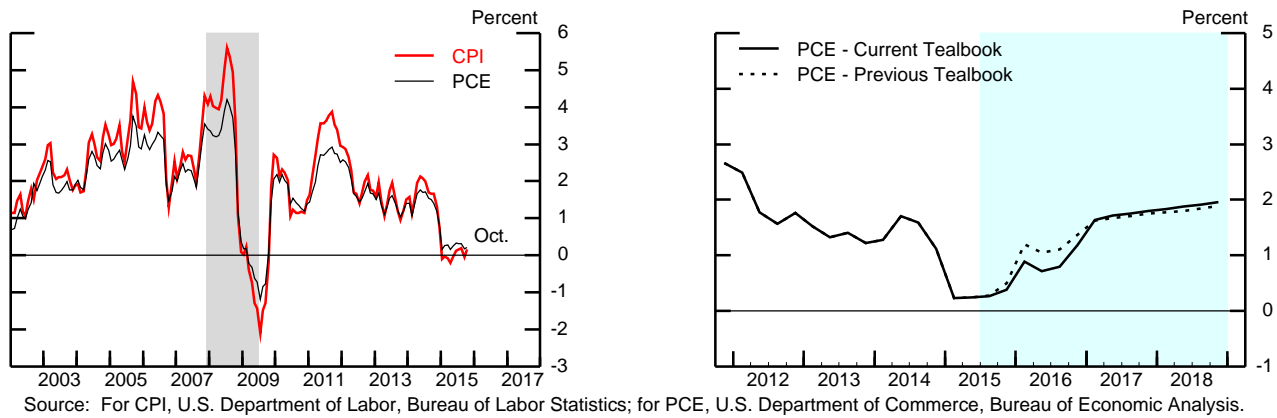 Percent
6
5
4
3
2
1
0
-1
-2
-3
CPI
PCE
Oct.
2003 2005 2007 2009 2011 2013 2015 2017
Percent
5
4
3
2
1
0
-1
PCE - Current Tealbook
PCE - Previous Tealbook
2012 2013 2014 2015 2016 2017 2018
Source: For CPI, U.S. Department of Labor, Bureau of Labor Statistics; for PCE, U.S. Department of Commerce, Bureau of Economic Analysis.